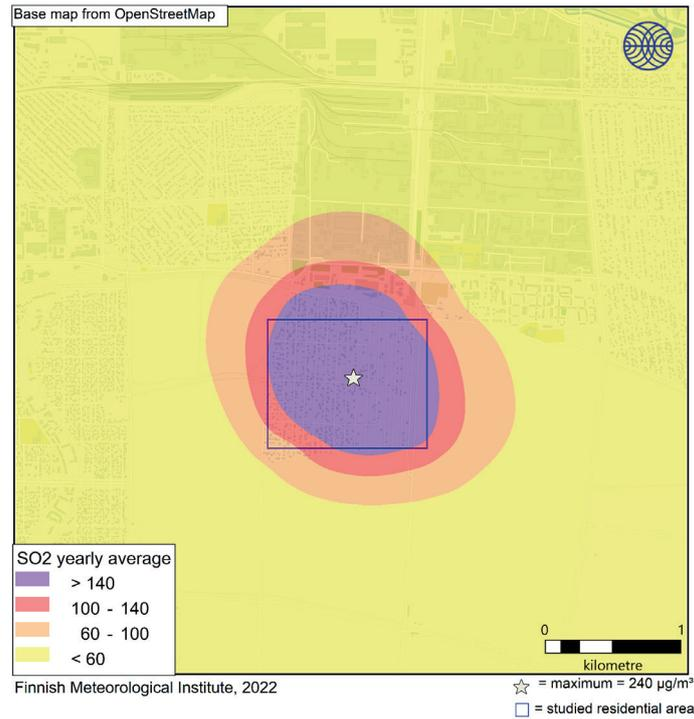 Base map from OpenStreetMap
SO2 yearly average
> 140
100 - 140
60 - 100
< 60
0 1
kilometre
Finnish Meteorological Institute, 2022
= maximum = 240 µg/m³
= studied residential area